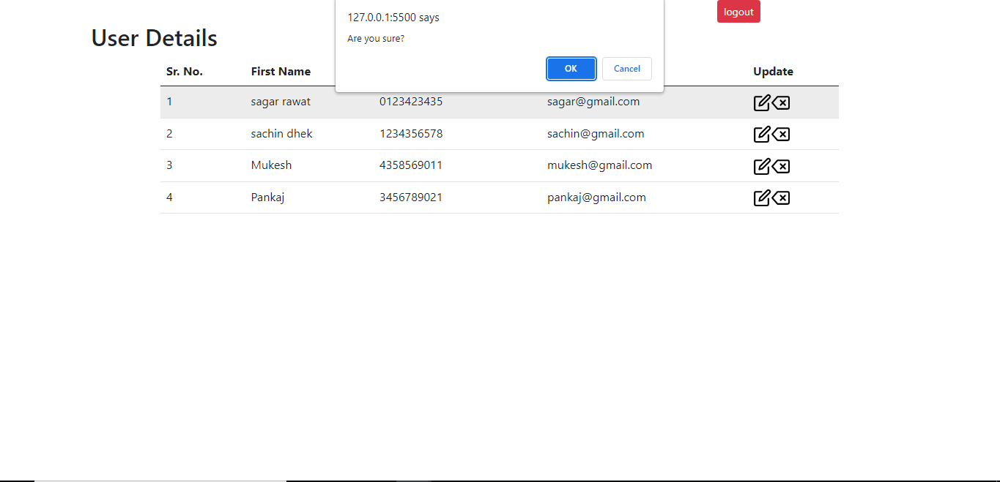 127.0.0.1:5500 says
logout
Are you sure?
User Details
OK Cancel
Sr. No. First Name Update
1 sagar rawat 0123423435 sagar@gmail.com
2 sachin dhek 1234356578 sachin@gmail.com
3 Mukesh 4358569011 mukesh@gmail.com
4 Pankaj 3456789021 pankaj@gmail.com